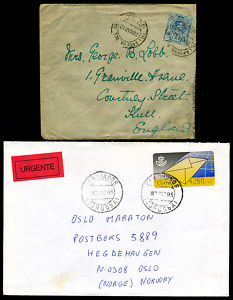 Mrs. George B. Lobb.
1 Granville Avenue.
Courtney Street.
Hull.
England
URGENTE
Correos
OSLO MARATON
POSTBOKS 5889
HEGDEHAUGEN
N-0308 OSLO
(NORGE) NORWAY